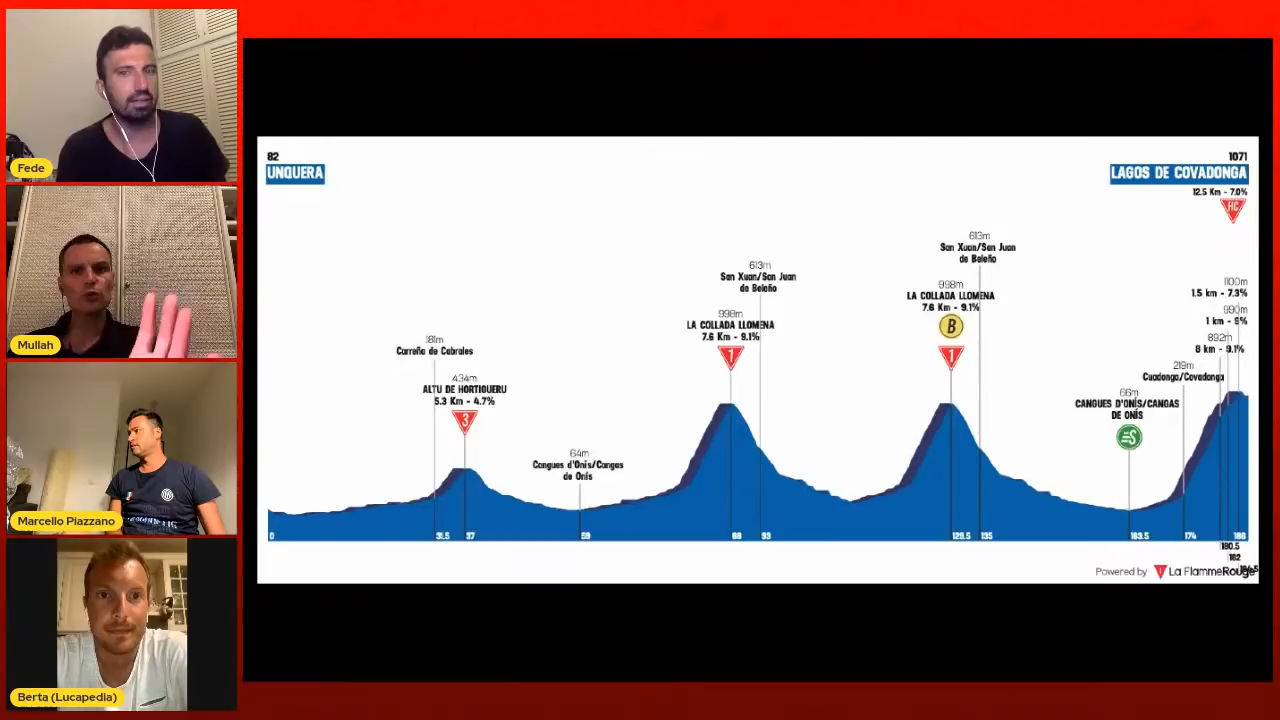 Fede
Mullah
Marcello Piazzano
Berta (Lucapedia)
82
UNQUERA
1071
LAGOS DE COVADONGA
12.5 Km - 7.0%
HC
181m
Carreña de Cabrales
434m
ALTU DE HORTIGUERU
5.3 Km - 4.7%
3
64m
Cangues d'Onís/Cangas
de Onís
998m
LA COLLADA LLOMENA
7.6 Km - 9.1%
1
613m
San Xuan/San Juan
de Beleño
998m
LA COLLADA LLOMENA
7.6 Km - 9.1%
B
1
613m
San Xuan/San Juan
de Beleño
66m
CANGUES D'ONÍS/CANGAS
DE ONÍS
S
219m
Cuadonga/Covadonga
892m
8 km - 9.1%
990m
1 km - 9%
1100m
1.5 km - 7.3%
0
31.5
37
59
88
93
129.5
135
163.5
174
180.5
182
186
Powered by La FlammeRouge